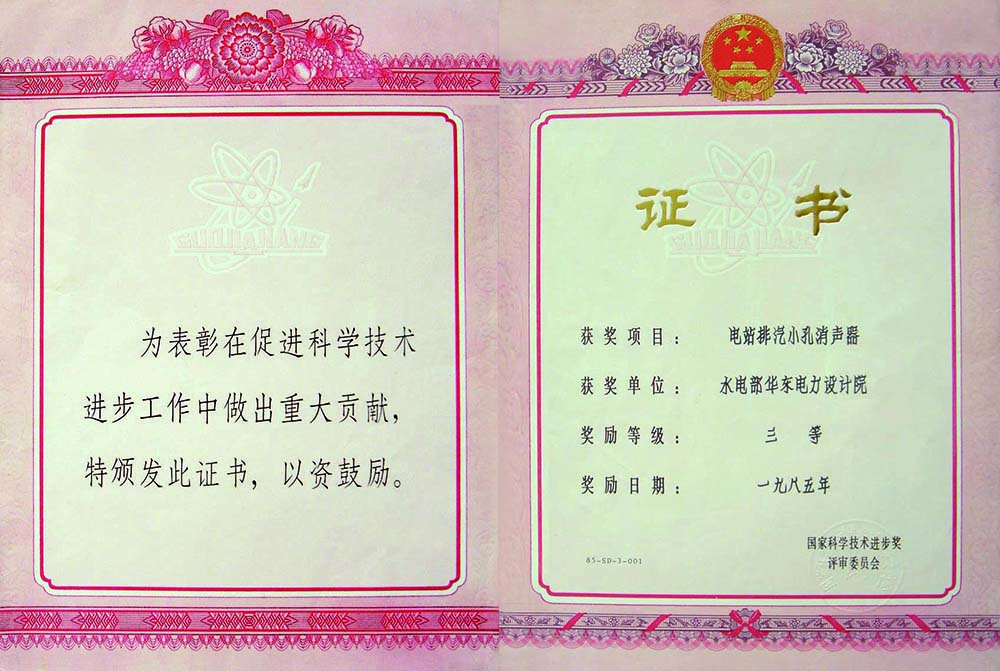 为表彰在促进科学技术
进步工作中做出重大贡献，
特颁发此证书，以资鼓励。
GUOJIAJIANG
证 书
GUOJIAJIANG
获奖项目： 电站排汽小孔消声器
获奖单位： 水电部华东电力设计院
奖励等级： 三 等
奖励日期： 一九八五年
国家科学技术进步奖
评审委员会
85-SD-3-001